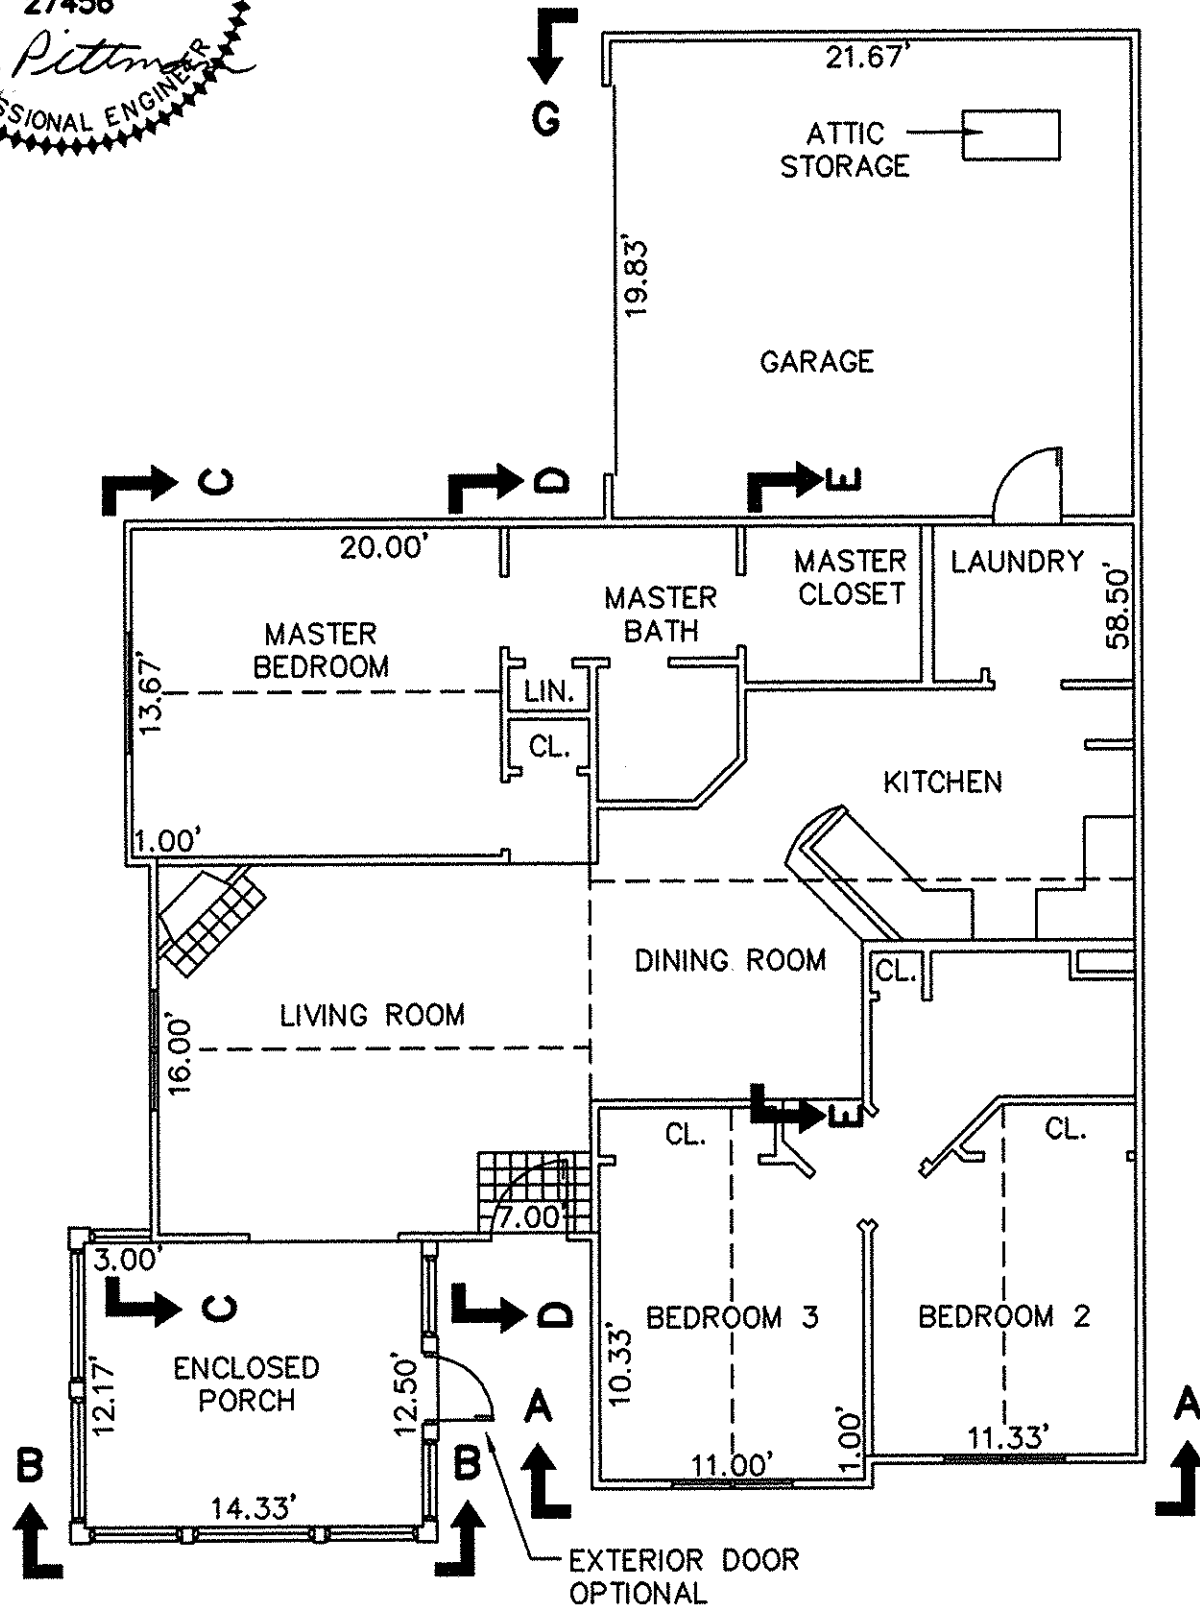 27456
Pittman
SSIONAL ENGINEER
G
21.67'
ATTIC
STORAGE
19.83'
GARAGE
C
D
E
20.00'
MASTER
BEDROOM
MASTER
BATH
MASTER
CLOSET
LAUNDRY
58.50'
13.67'
LIN.
CL.
KITCHEN
1.00'
DINING ROOM
CL.
LIVING ROOM
16.00'
E
CL.
CL.
7.00'
3.00'
C
D
BEDROOM 3
BEDROOM 2
10.33'
ENCLOSED
PORCH
12.17'
12.50'
A
A
B
B
1.00'
11.33'
11.00'
14.33'
EXTERIOR DOOR
OPTIONAL